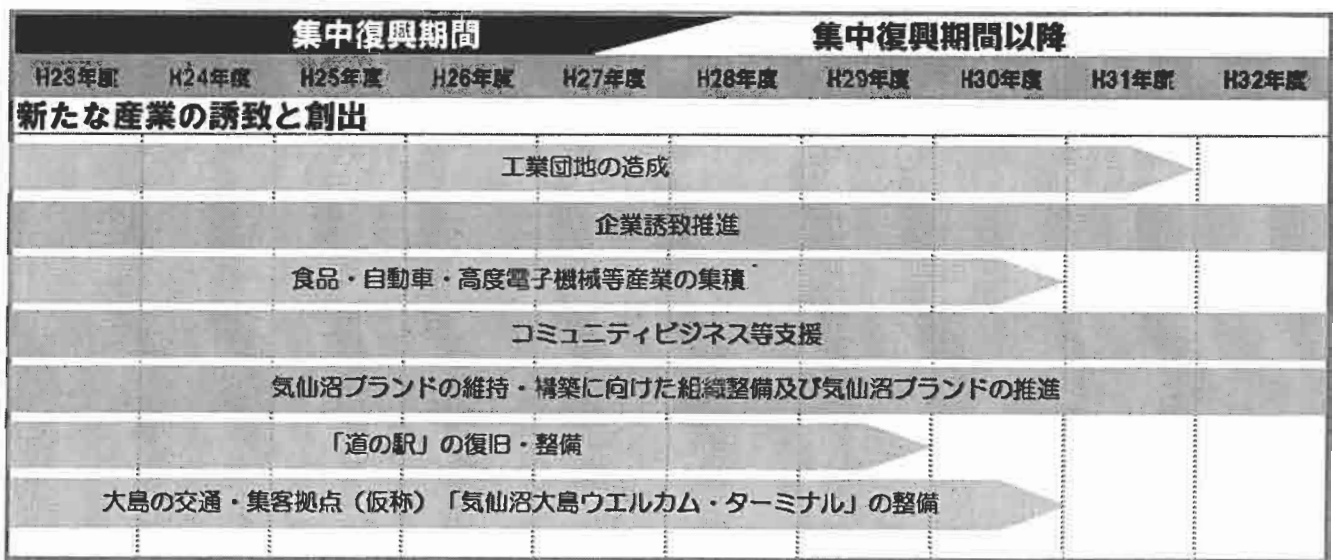 集中復興期間 集中復興期間以降
H23年度 H24年度 H25年度 H26年度 H27年度 H28年度 H29年度 H30年度 H31年度 H32年度
新たな産業の誘致と創出
工業団地の造成
企業誘致推進
食品・自動車・高度電子機械等産業の集積
コミュニティビジネス等支援
気仙沼ブランドの維持・構築に向けた組織整備及び気仙沼ブランドの推進
「道の駅」の復旧・整備
大島の交通・集客拠点（仮称）「気仙沼大島ウエルカム・ターミナル」の整備